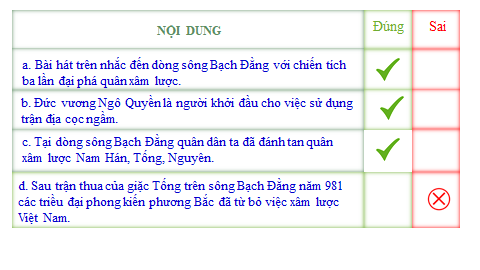 NỘI DUNG
Đúng
Sai
a. Bài hát trên nhắc đến dòng sông Bạch Đằng với chiến tích
ba lần đại phá quân xâm lược.
b. Đức vương Ngô Quyền là người khởi đầu cho việc sử dụng
trận địa cọc ngầm.
c. Tại dòng sông Bạch Đằng quân dân ta đã đánh tan quân
xâm lược Nam Hán, Tống, Nguyên.
d. Sau trận thua của giặc Tống trên sông Bạch Đằng năm 981
các triều đại phong kiến phương Bắc đã từ bỏ việc xâm lược
Việt Nam.